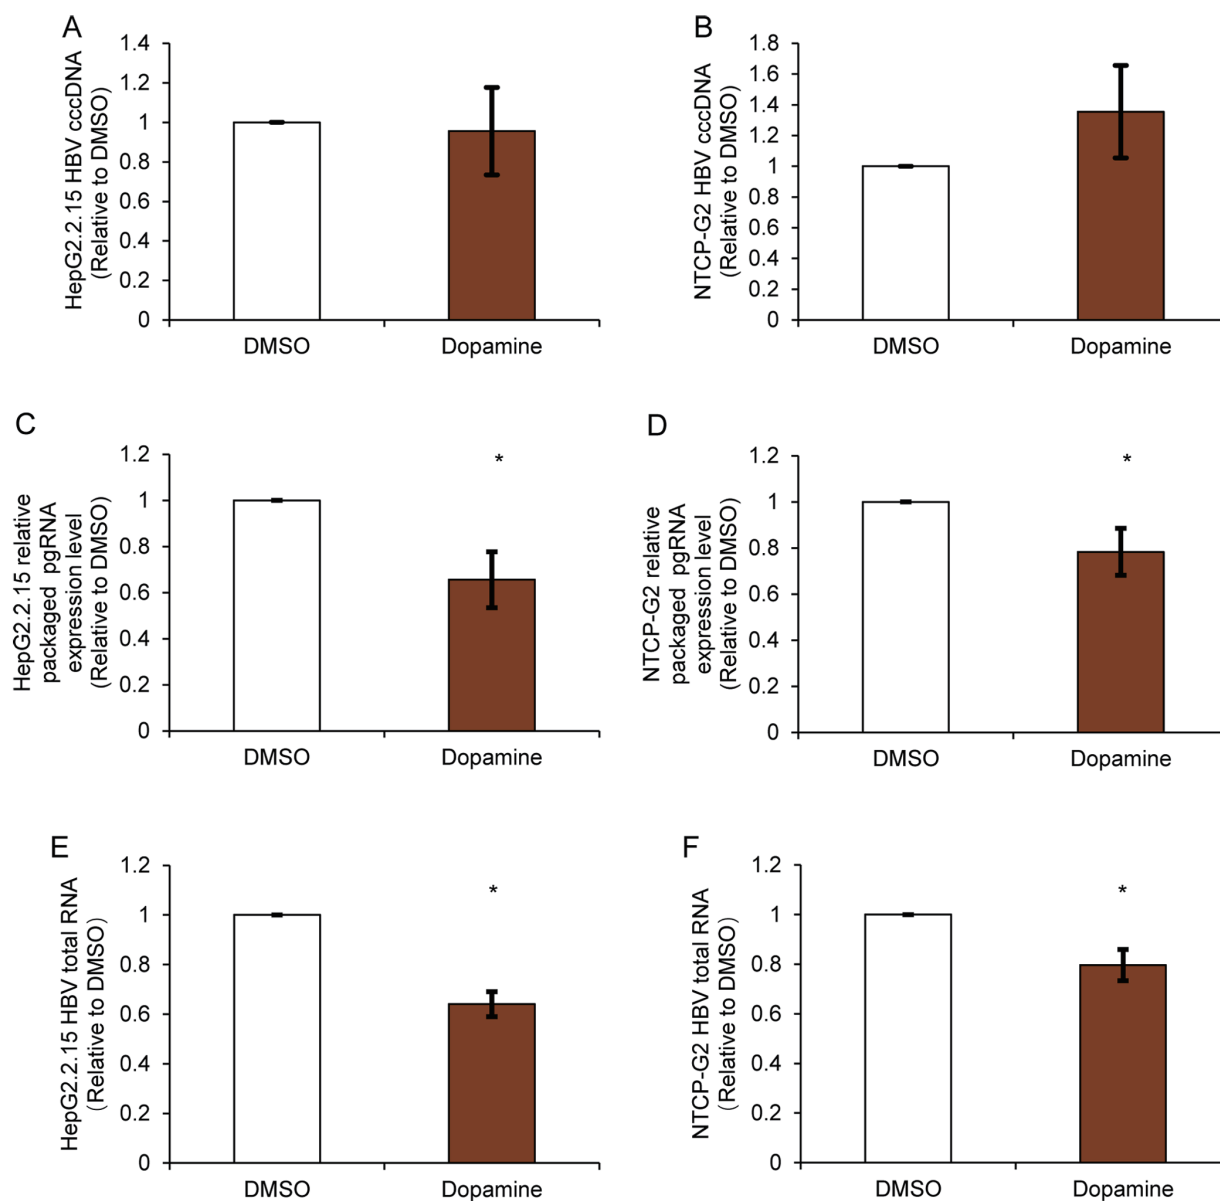 A
HepG2.2.15 HBV cccDNA
(Relative to DMSO)
1.4
1.2
1
0.8
0.6
0.4
0.2
0
DMSO
Dopamine
B
NTCP-G2 HBV cccDNA
(Relative to DMSO)
1.8
1.6
1.4
1.2
1
0.8
0.6
0.4
0.2
0
DMSO
Dopamine
C
HepG2.2.15 relative
packaged pgRNA
expression level
(Relative to DMSO)
1.2
1
0.8
0.6
0.4
0.2
0
*
DMSO
Dopamine
D
NTCP-G2 relative
packaged pgRNA
expression level
(Relative to DMSO)
1.2
1
0.8
0.6
0.4
0.2
0
*
DMSO
Dopamine
E
HepG2.2.15 HBV total RNA
(Relative to DMSO)
1.2
1
0.8
0.6
0.4
0.2
0
*
DMSO
Dopamine
F
NTCP-G2 HBV total RNA
(Relative to DMSO)
1.2
1
0.8
0.6
0.4
0.2
0
*
DMSO
Dopamine